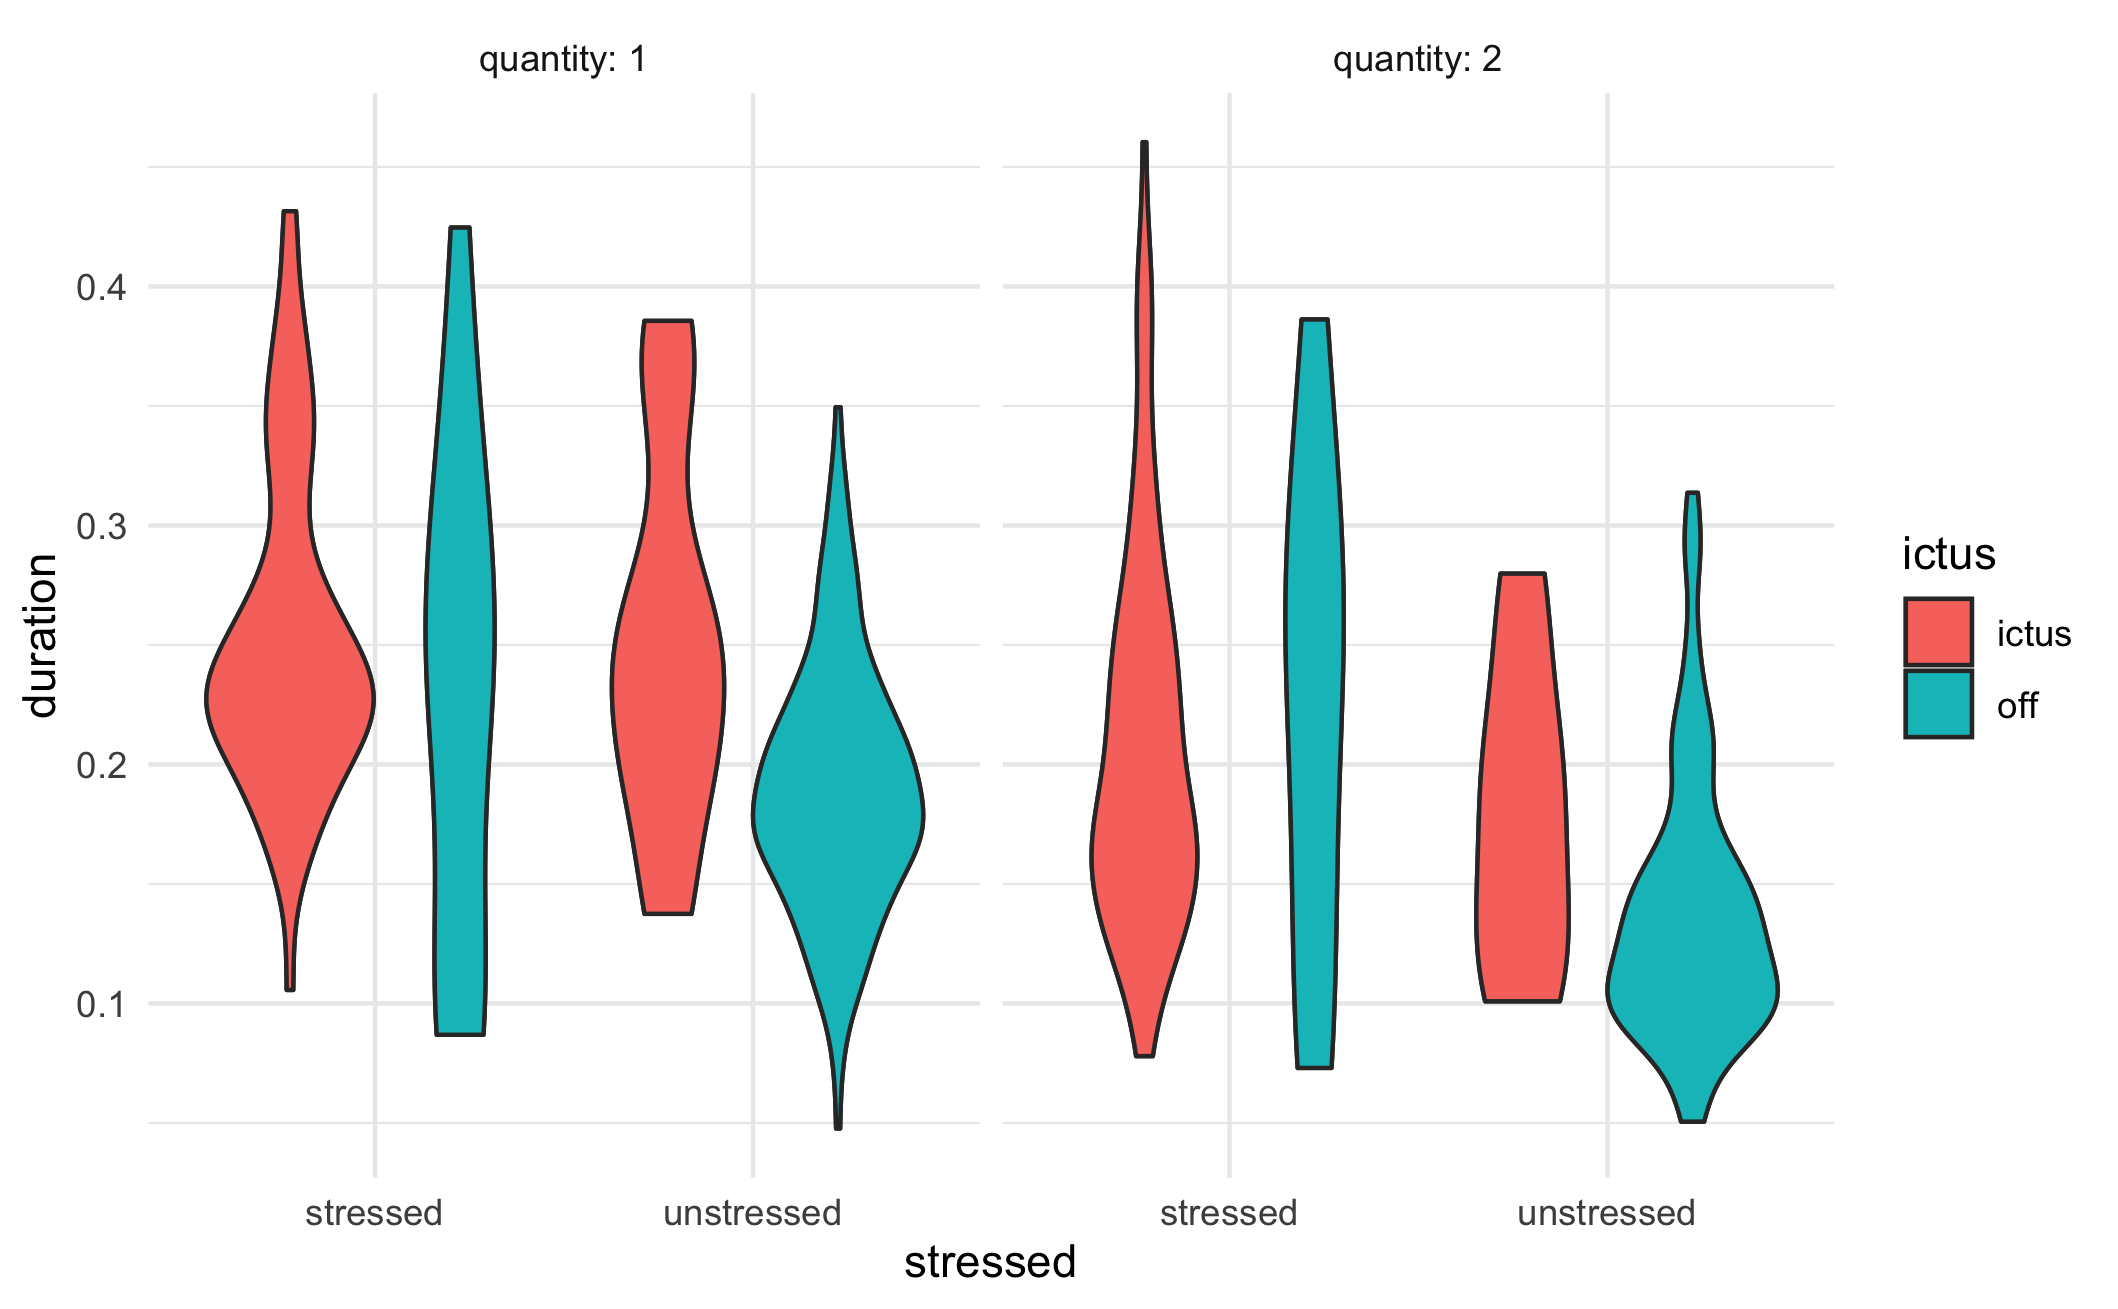 quantity: 1
quantity: 2
0.4
0.3
0.2
0.1
duration
stressed
unstressed
stressed
unstressed
stressed
ictus
ictus
off